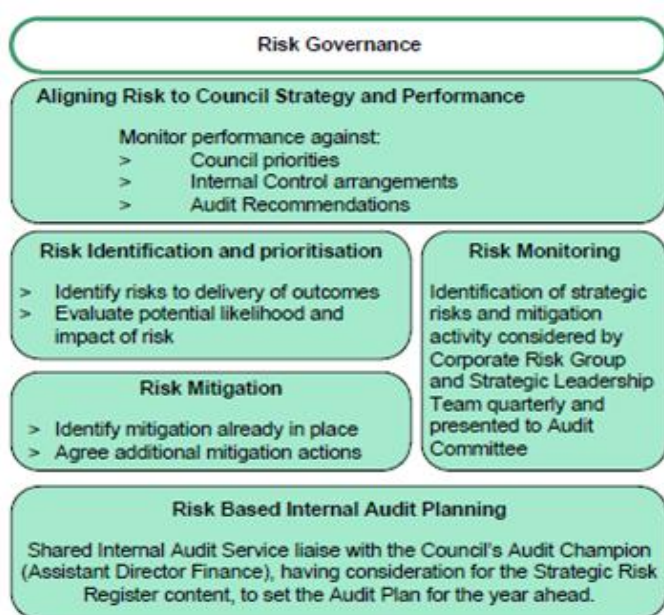 Risk Governance
Aligning Risk to Council Strategy and Performance
Monitor performance against:
> Council priorities
> Internal Control arrangements
> Audit Recommendations
Risk Identification and prioritisation
> Identify risks to delivery of outcomes
> Evaluate potential likelihood and
impact of risk
Risk Mitigation
> Identify mitigation already in place
> Agree additional mitigation actions
Risk Monitoring
Identification of strategic
risks and mitigation
activity considered by
Corporate Risk Group
and Strategic Leadership
Team quarterly and
presented to Audit
Committee
Risk Based Internal Audit Planning
Shared Internal Audit Service liaise with the Council's Audit Champion
(Assistant Director Finance), having consideration for the Strategic Risk
Register content, to set the Audit Plan for the year ahead.